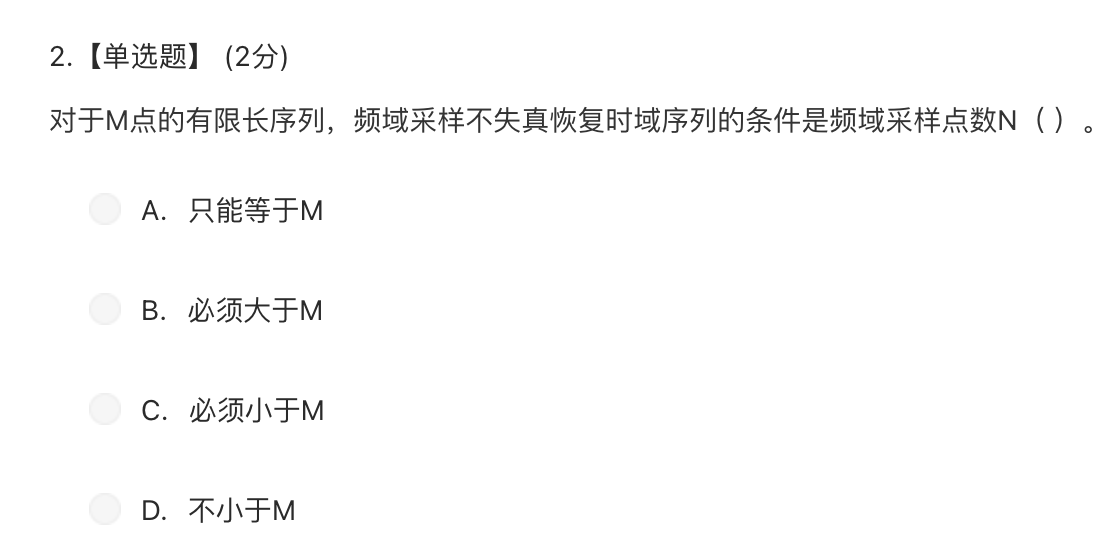 2.【单选题】 (2分)
对于M点的有限长序列，频域采样不失真恢复时域序列的条件是频域采样点数N（ ）。
A. 只能等于M
B. 必须大于M
C. 必须小于M
D. 不小于M